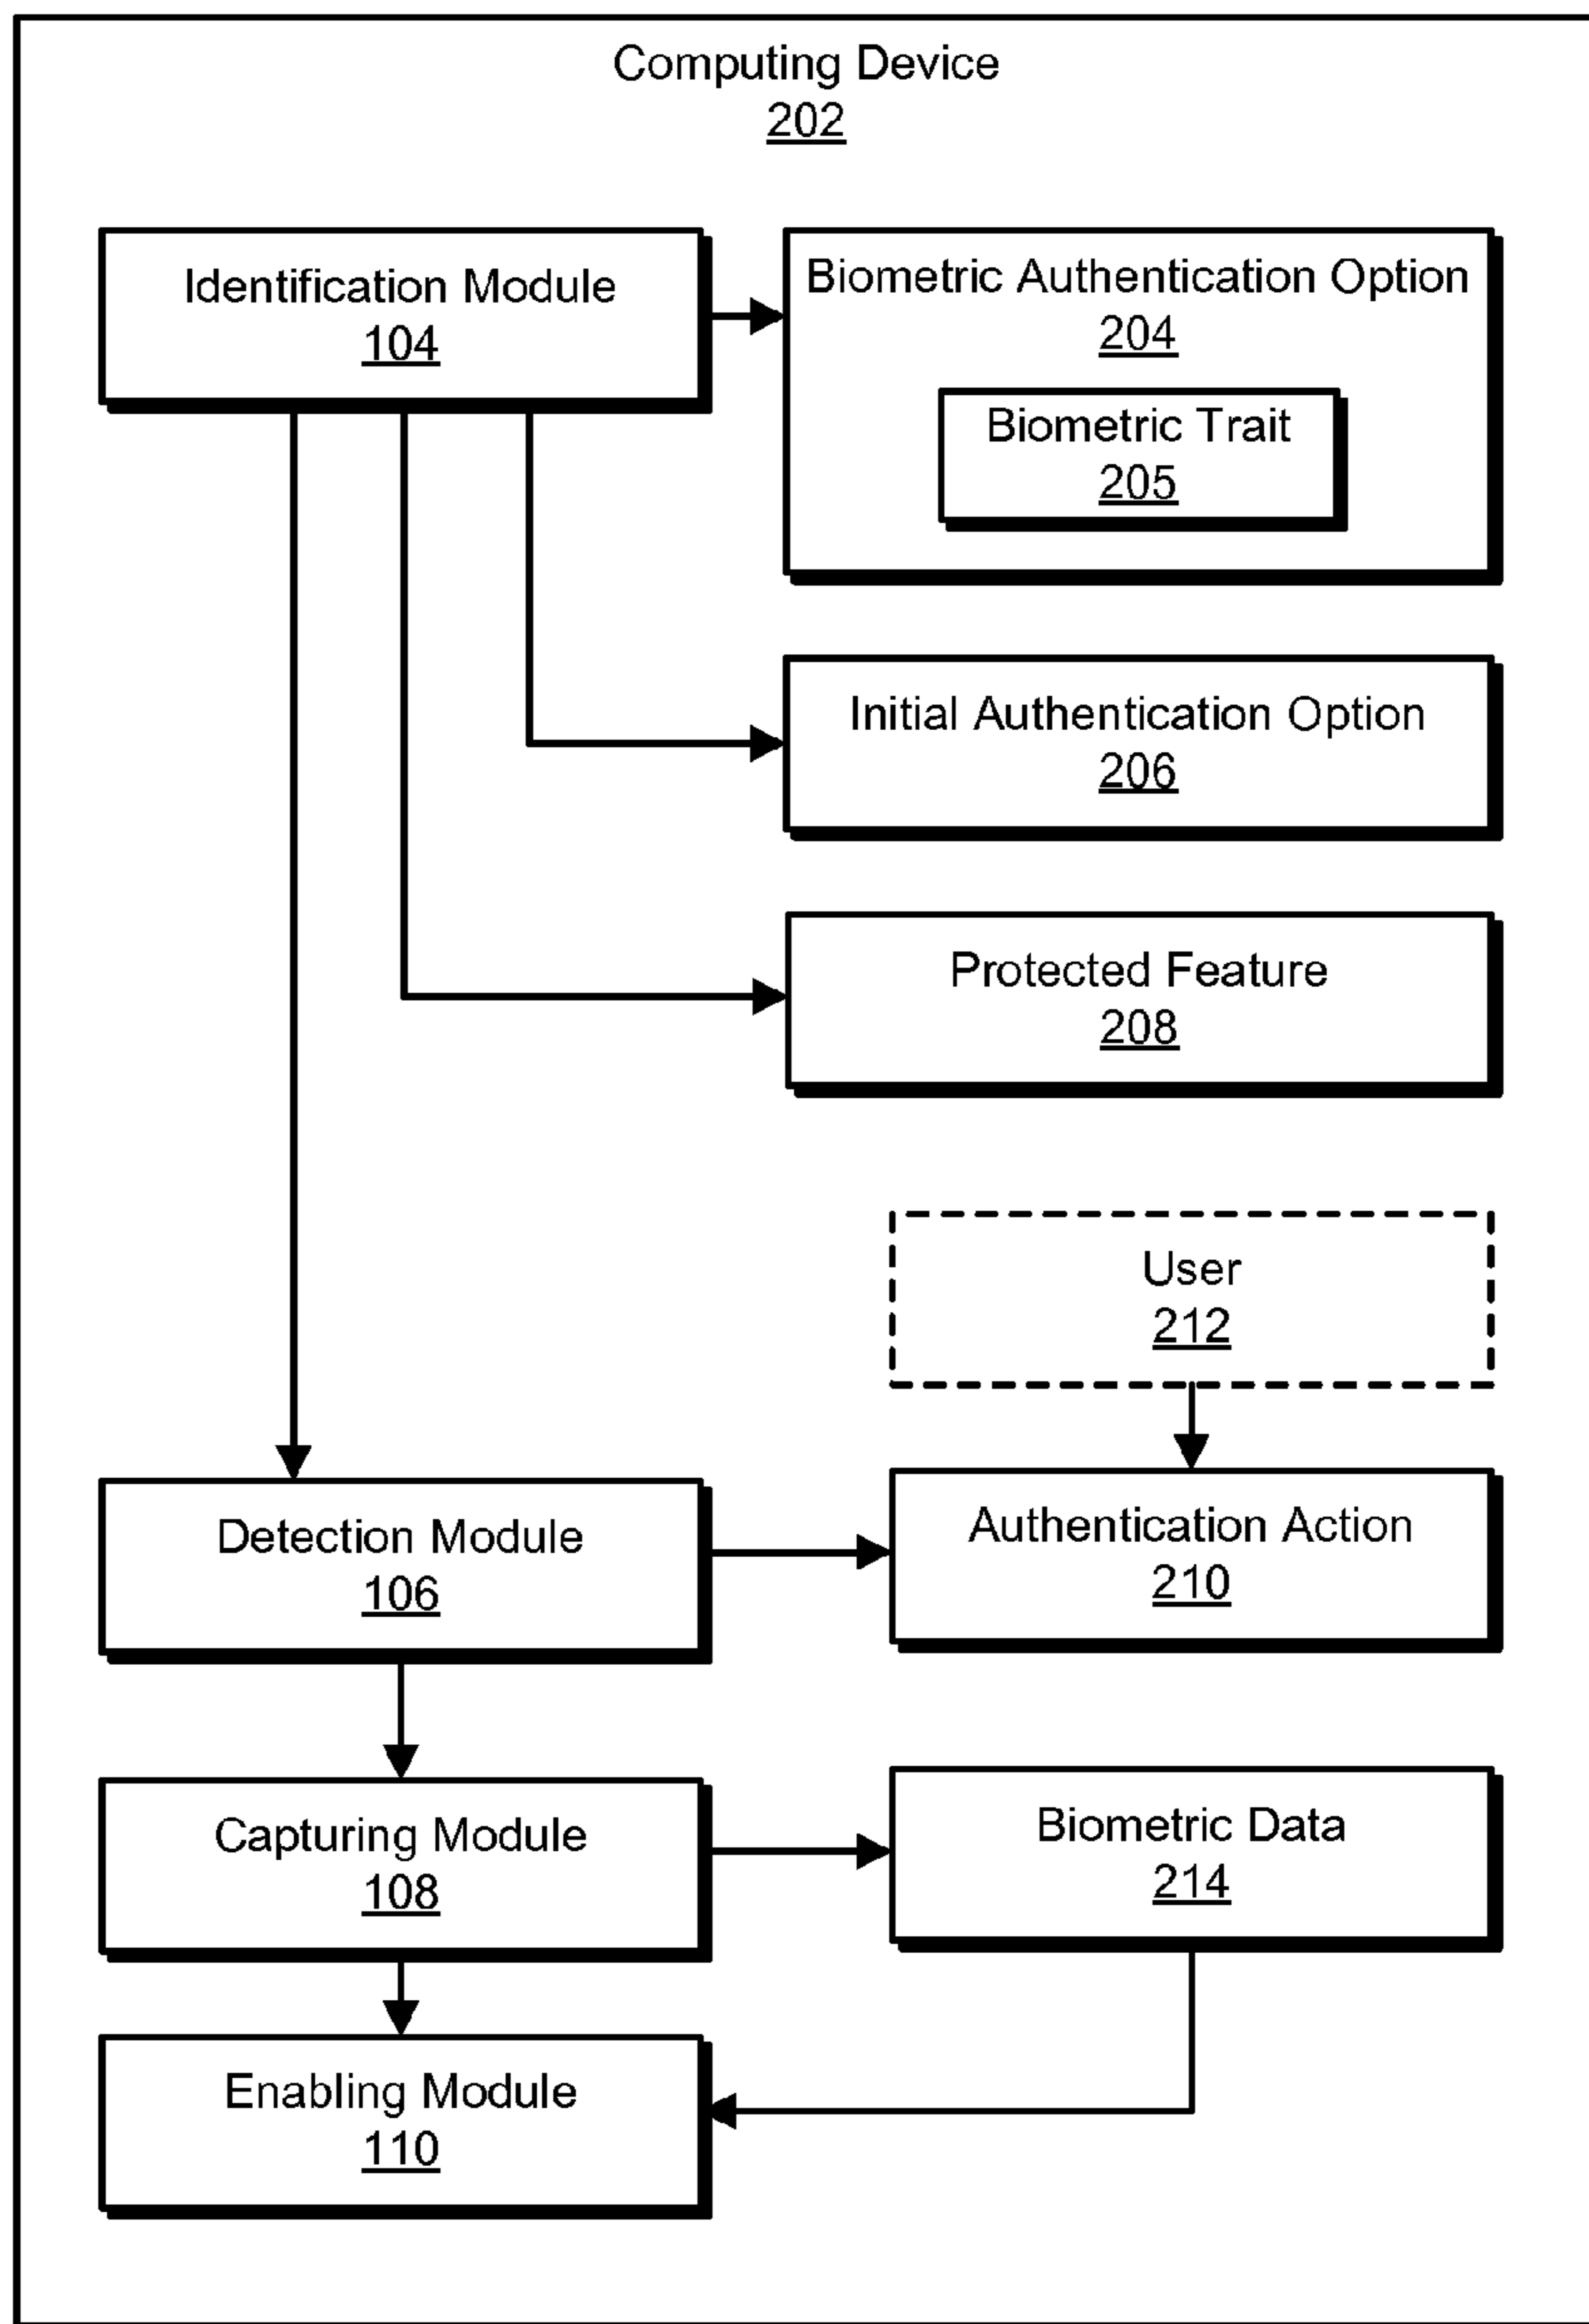 Computing Device
202
Identification Module
104
Biometric Authentication Option
204
Biometric Trait
205
Initial Authentication Option
206
Protected Feature
208
User
212
Detection Module
106
Authentication Action
210
Capturing Module
108
Biometric Data
214
Enabling Module
110